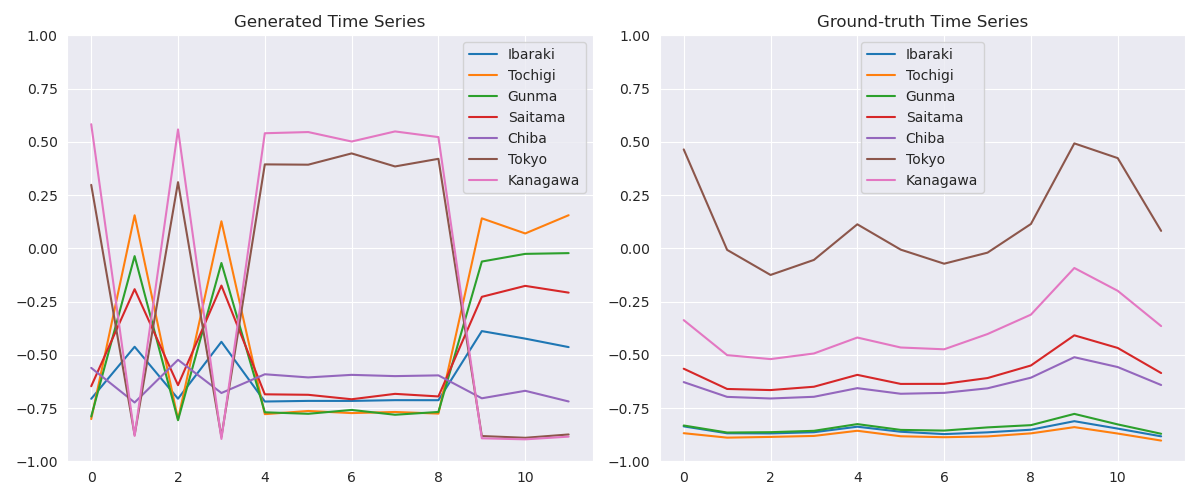 Generated Time Series
1.00
0.75
0.50
0.25
0.00
−0.25
−0.50
−0.75
−1.00
0 2 4 6 8 10
Ibaraki
Tochigi
Gunma
Saitama
Chiba
Tokyo
Kanagawa
Ground-truth Time Series
1.00
0.75
0.50
0.25
0.00
−0.25
−0.50
−0.75
−1.00
0 2 4 6 8 10
Ibaraki
Tochigi
Gunma
Saitama
Chiba
Tokyo
Kanagawa